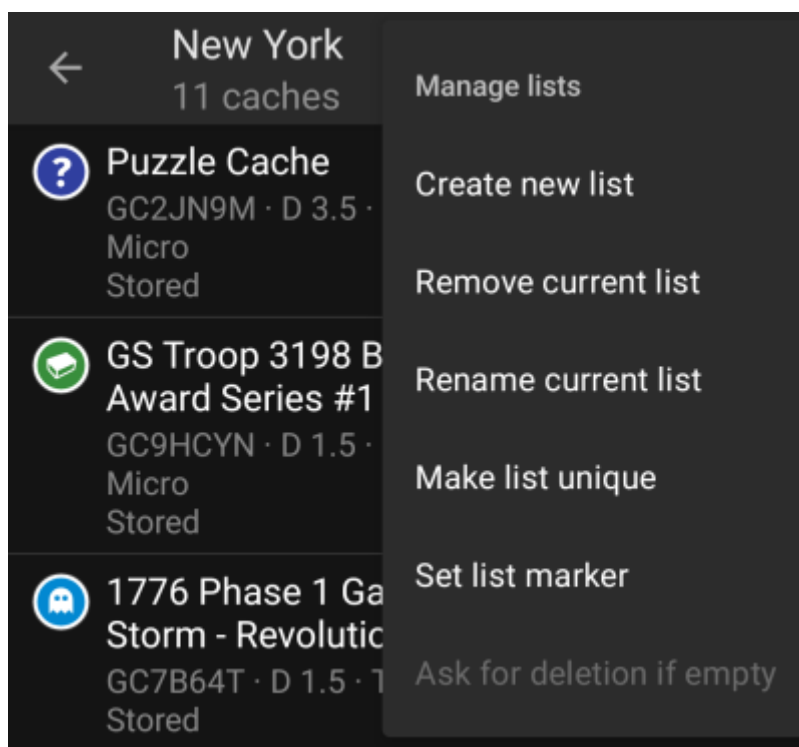 New York
11 caches
Puzzle Cache
GC2JN9M · D 3.5 ·
Micro
Stored
GS Troop 3198 B
Award Series #1
GC9HCYN · D 1.5 ·
Micro
Stored
1776 Phase 1 Ga
Storm - Revolutic
GC7B64T · D 1.5 · T
Stored
Manage lists
Create new list
Remove current list
Rename current list
Make list unique
Set list marker
Ask for deletion if empty